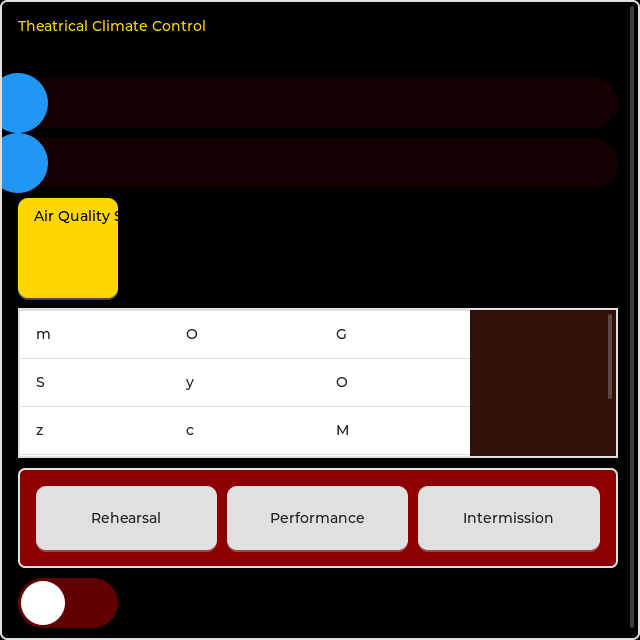 Theatrical Climate Control
Air Quality
m O G
S y O
z c M
Rehearsal Performance Intermission